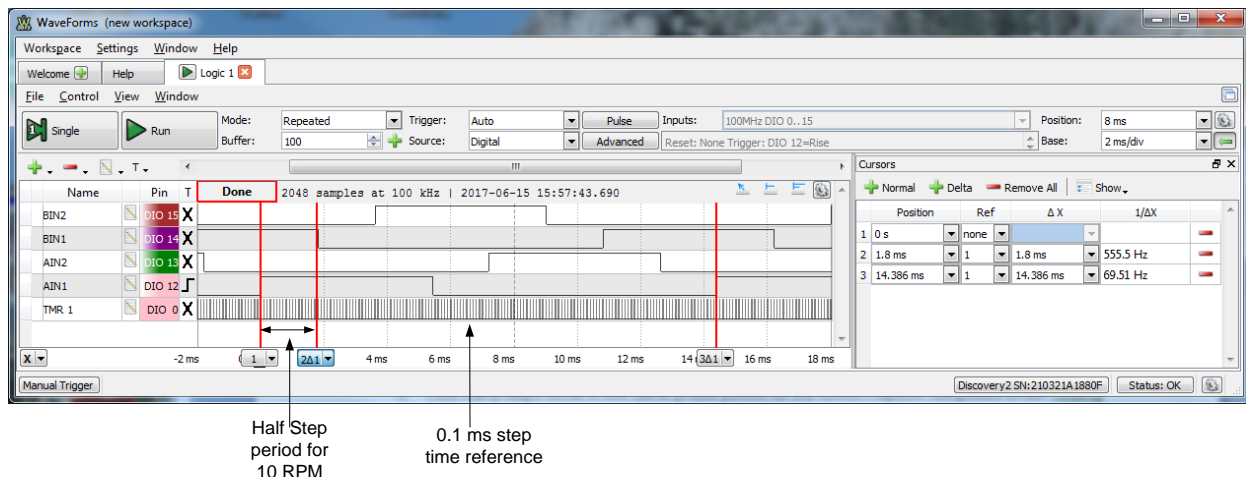 WaveForms (new workspace)
Workspace Settings Window Help
Welcome Help Logic 1
File Control View Window
Single Run Mode: Repeated Trigger: Auto Pulse Inputs: 100MHz DIO 0..15 Position: 8 ms
Buffer: 100 Source: Digital Advanced Reset: None Trigger: DIO 12=Rise Base: 2 ms/div
T
Cursors
Name Pin T Done 2048 samples at 100 kHz | 2017-06-15 15:57:43.690
Normal Delta Remove All Show
BIN2 DIO 15 X
BIN1 DIO 14 X
AIN2 DIO 13 X
AIN1 DIO 12
TMR 1 DIO 0 X
Position Ref Δ X 1/ΔX
1 0 s none
2 1.8 ms 1 1.8 ms 555.5 Hz
3 14.386 ms 1 14.386 ms 69.51 Hz
X -2 ms 1 2Δ1 4 ms 6 ms 8 ms 10 ms 12 ms 14 3Δ1 16 ms 18 ms
Manual Trigger Discovery2 SN:210321A1880F Status: OK
Half Step
period for
10 RPM
0.1 ms step
time reference